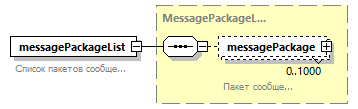 MessagePackageL...
messagePackageList
messagePackage
Список пакетов сообще...
0..1000
Пакет сообще...